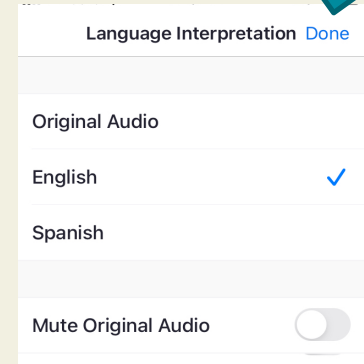 Language Interpretation Done
Original Audio
English
Spanish
Mute Original Audio